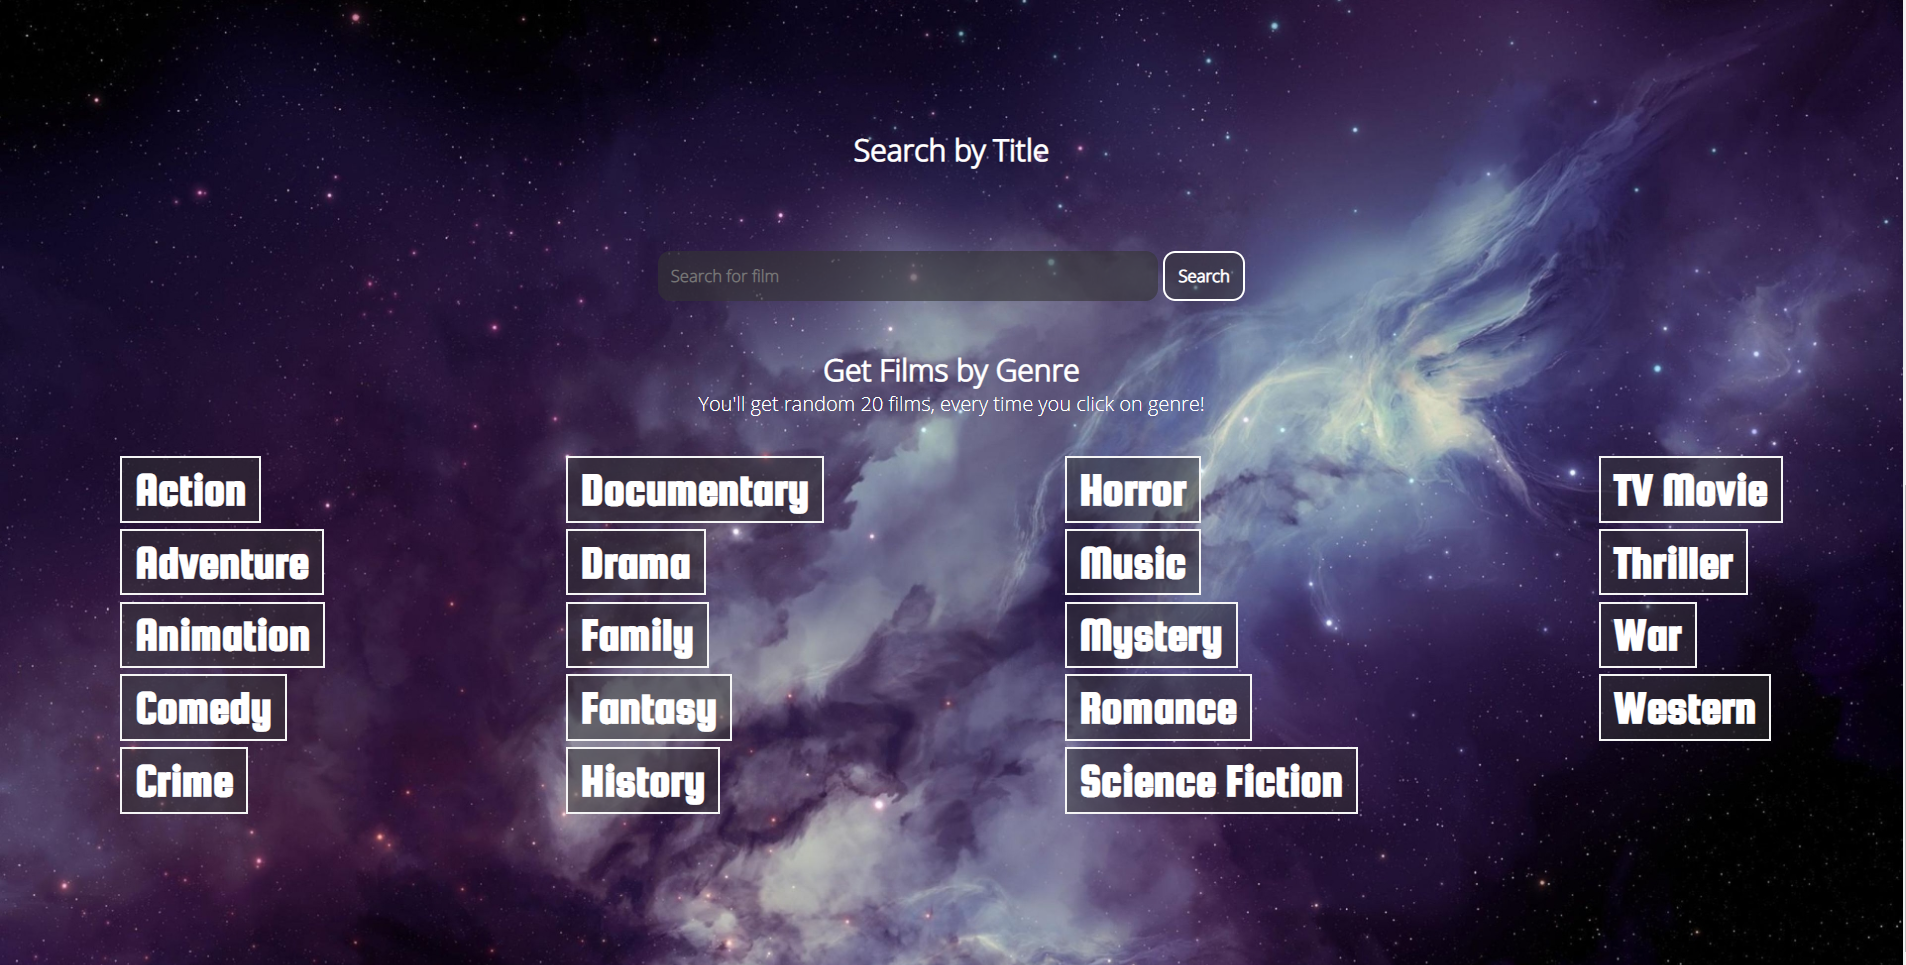 Search by Title
Search for film
Search
Get Films by Genre
You'll get random 20 films, every time you click on genre!
Action
Adventure
Animation
Comedy
Crime
Documentary
Drama
Family
Fantasy
History
Horror
Music
Mystery
Romance
Science Fiction
TV Movie
Thriller
War
Western